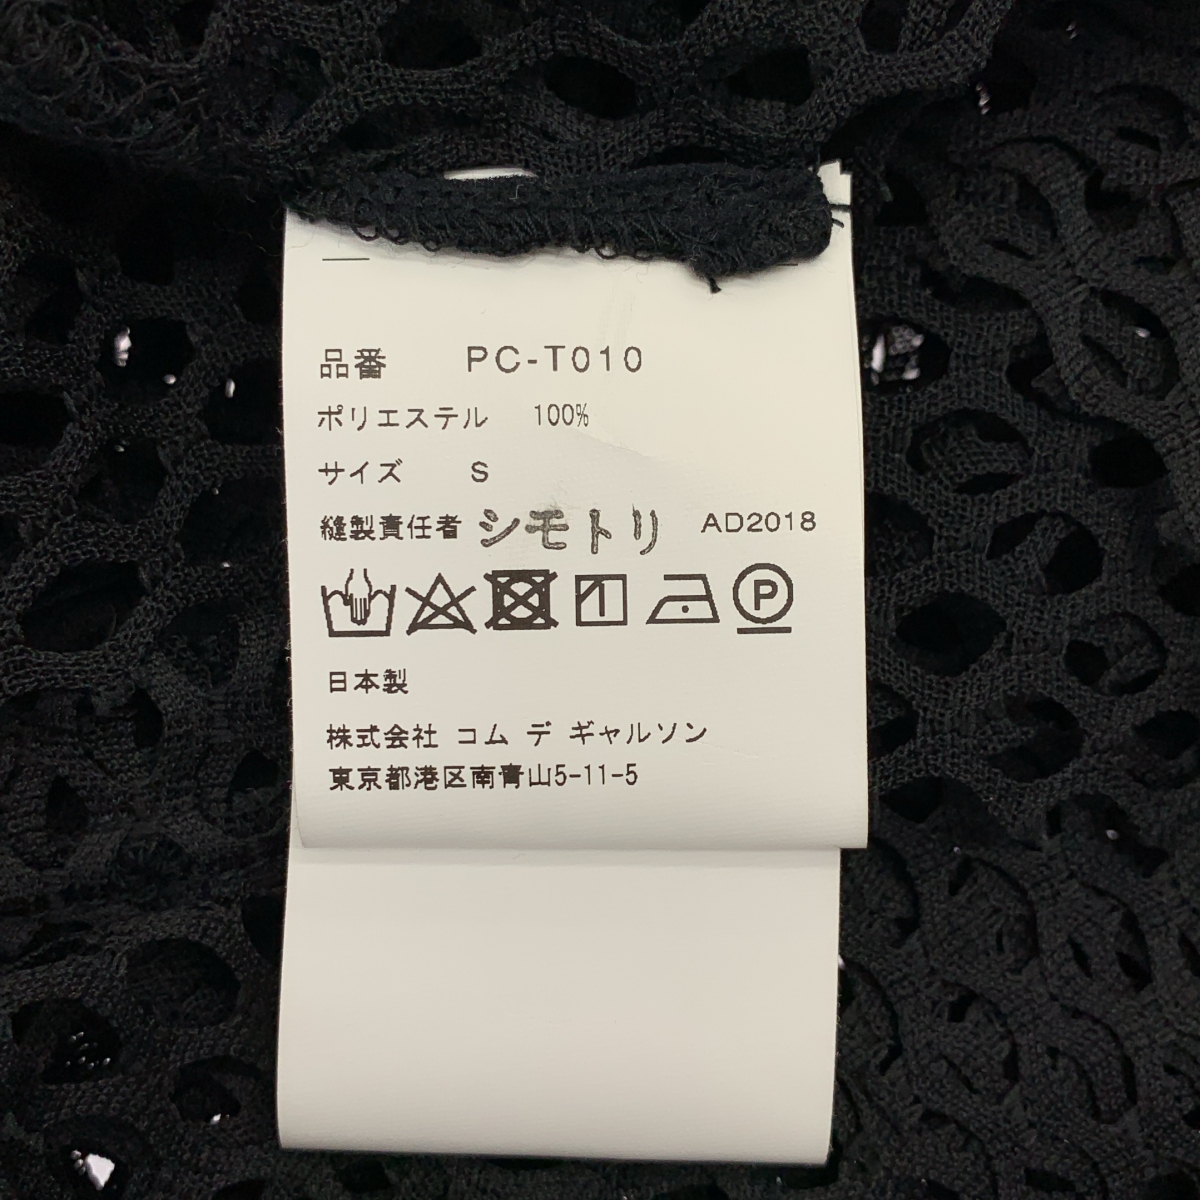 品番 PC-T010
ポリエステル 100%
サイズ S
縫製責任者 シモトリ AD2018
P
日本製
株式会社 コム デ ギャルソン
東京都港区南青山5-11-5